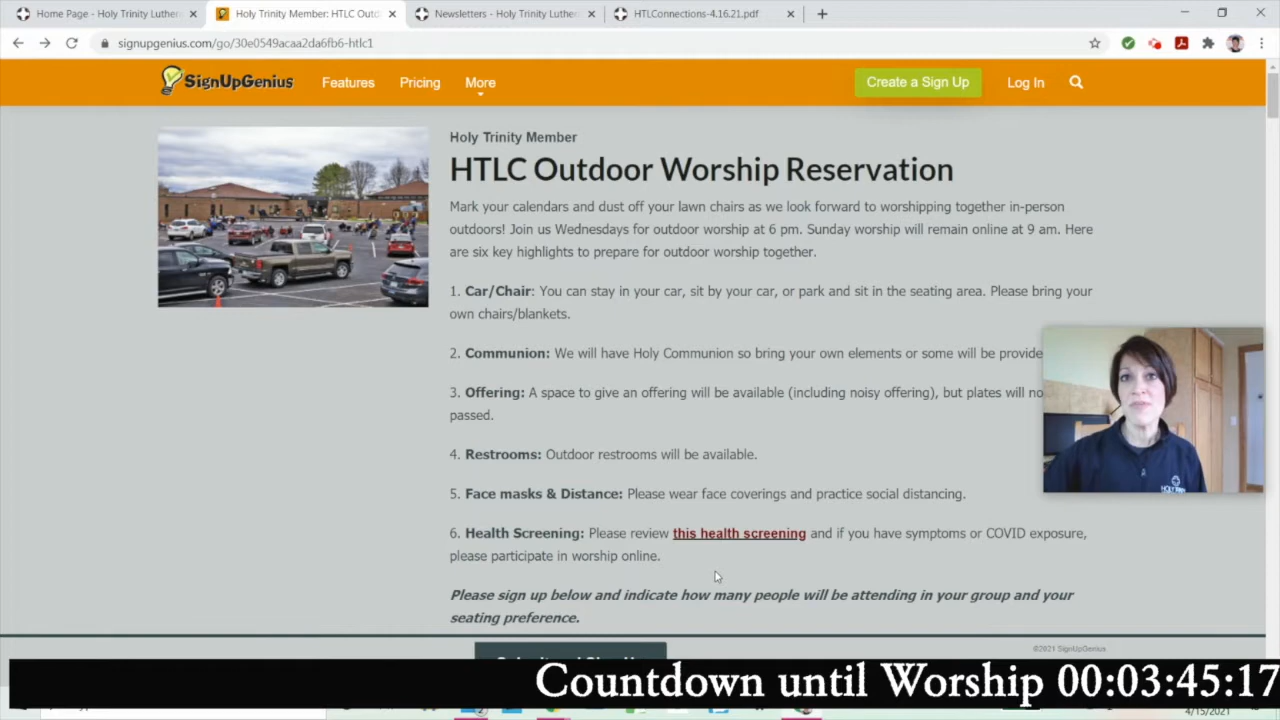 Home Page - Holy Trinity Luther
Holy Trinity Member: HTLC Outd
Newsletters - Holy Trinity Luthe
HTLConnections-4.16.21.pdf
signupgenius.com/go/30e0549acaa2da6fb6-htlc1
SignUpGenius
Features
Pricing
More
Create a Sign Up
Log In
Holy Trinity Member
HTLC Outdoor Worship Reservation
Mark your calendars and dust off your lawn chairs as we look forward to worshipping together in-person
outdoors! Join us Wednesdays for outdoor worship at 6 pm. Sunday worship will remain online at 9 am. Here
are six key highlights to prepare for outdoor worship together.
1. Car/Chair: You can stay in your car, sit by your car, or park and sit in the seating area. Please bring your
own chairs/blankets.
2. Communion: We will have Holy Communion so bring your own elements or some will be provide
3. Offering: A space to give an offering will be available (including noisy offering), but plates will no
passed.
4. Restrooms: Outdoor restrooms will be available.
5. Face masks & Distance: Please wear face coverings and practice social distancing.
6. Health Screening: Please review this health screening and if you have symptoms or COVID exposure,
please participate in worship online.
Please sign up below and indicate how many people will be attending in your group and your
seating preference.
©2021 SignUpGenius
Countdown until Worship 00:03:45:17
4/15/2021